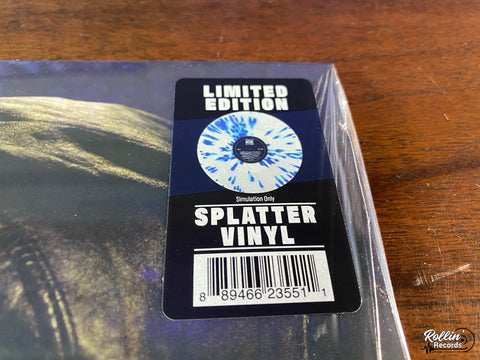 LIMITED
EDITION
Simulation Only
SPLATTER
VINYL
8 89466 23551 1
Rollin
Records